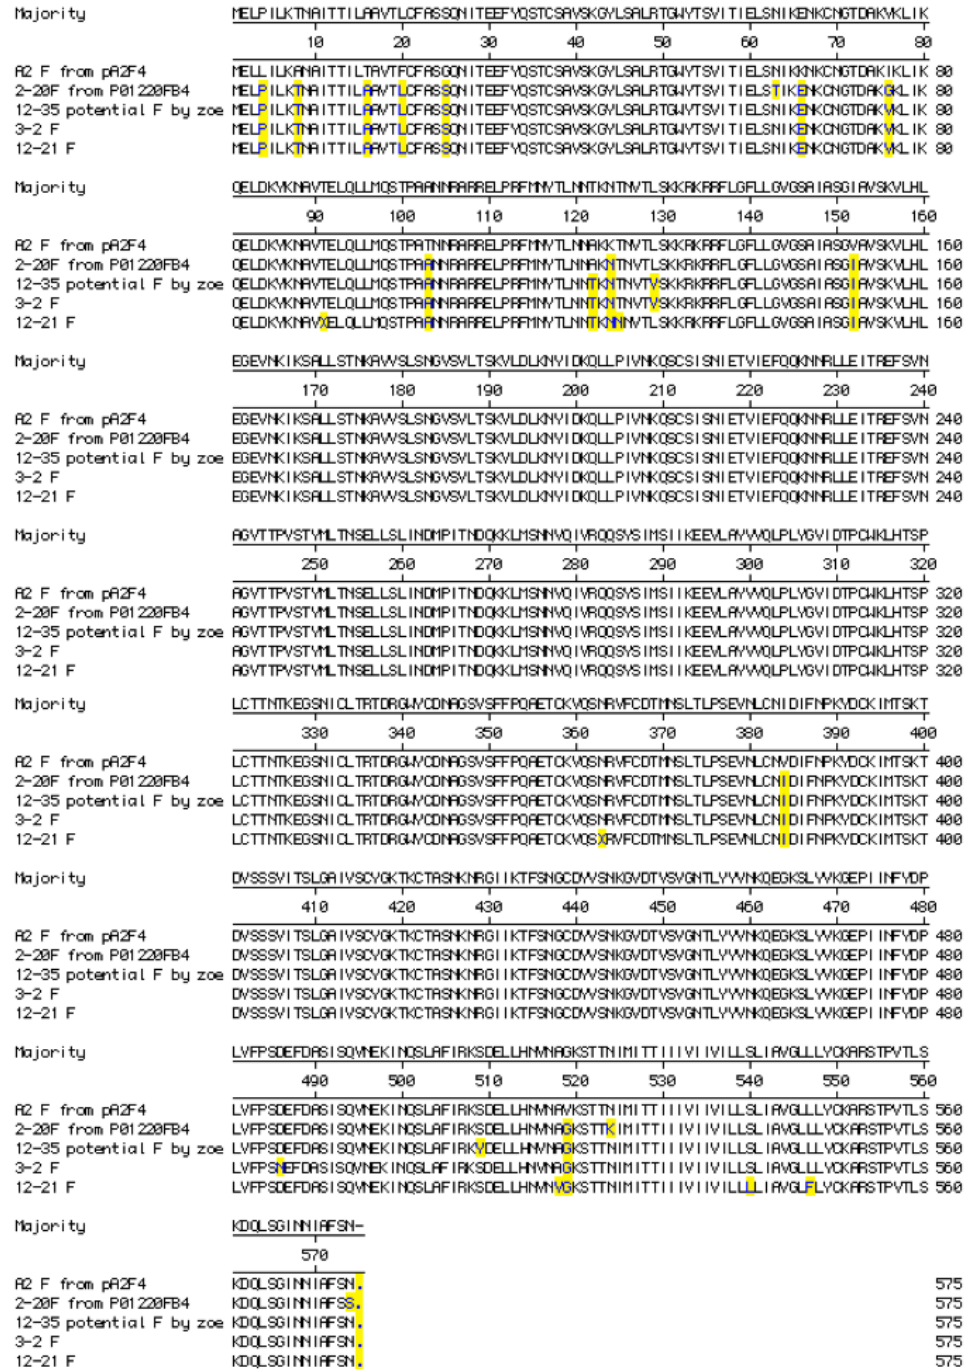 Majority MELPILKTNAITTILAAVTLCFASSQNITEEFYQSTCSAVSKGYLSALRTGWYTSVITIELSNIKENKCNGTDAKVKLIK
10 20 30 40 50 60 70 80
A2 F from pA2F4 MELLILKANAITTILTAVTFCFASGQNITEEFYQSTCSAVSKGYLSALRTGWYTSVITIELSNIKKNKCNGTDAKIKLIK 80
2-20F from P01220FB4 MELPILKTNAITTILAAVTLCFASSQNITEEFYQSTCSAVSKGYLSALRTGWYTSVITIELSTIKENKCNGTDAKGKLIK 80
12-35 potential F by zoe MELPILKTNAITTILAAVTLCFASSQNITEEFYQSTCSAVSKGYLSALRTGWYTSVITIELSNIKENKCNGTDAKVKLIK 80
3-2 F MELPILKTNAITTILAAVTLCFASSQNITEEFYQSTCSAVSKGYLSALRTGWYTSVITIELSNIKENKCNGTDAKVKLIK 80
12-21 F MELPILKTNAITTILAAVTLCFASSQNITEEFYQSTCSAVSKGYLSALRTGWYTSVITIELSNIKENKCNGTDAKVKLIK 80
Majority QELDKYKNAVTELQLLMQSTPAANNRARRELPRFMNYTLNNTKNTNVTLSKKRKRRFLGFLLGVGSAIASGIAVSKVLHL
90 100 110 120 130 140 150 160
A2 F from pA2F4 QELDKYKNAVTELQLLMQSTPATNNRARRELPRFMNYTLNNAKKTNVTLSKKRKRRFLGFLLGVGSAIASGVAVSKVLHL 160
2-20F from P01220FB4 QELDKYKNAVTELQLLMQSTPAANNRARRELPRFMNYTLNNAKNTNVTLSKKRKRRFLGFLLGVGSAIASGIAVSKVLHL 160
12-35 potential F by zoe QELDKYKNAVTELQLLMQSTPAANNRARRELPRFMNYTLNNTKNTNVTVSKKRKRRFLGFLLGVGSAIASGIAVSKVLHL 160
3-2 F QELDKYKNAVTELQLLMQSTPAANNRARRELPRFMNYTLNNTKNTNVTVSKKRKRRFLGFLLGVGSAIASGIAVSKVLHL 160
12-21 F QELDKYKNAVXELQLLMQSTPAANNRARRELPRFMNYTLNNTKNNNVTLSKKRKRRFLGFLLGVGSAIASGIAVSKVLHL 160
Majority EGEVNKIKSALLSTNKAVVSLSNGVSVLTSKVLDLKNYIDKQLLPIVNKQSCSISNIETVIEFQQKNNRLLEITREFSVN
170 180 190 200 210 220 230 240
A2 F from pA2F4 EGEVNKIKSALLSTNKAVVSLSNGVSVLTSKVLDLKNYIDKQLLPIVNKQSCSISNIETVIEFQQKNNRLLEITREFSVN 240
2-20F from P01220FB4 EGEVNKIKSALLSTNKAVVSLSNGVSVLTSKVLDLKNYIDKQLLPIVNKQSCSISNIETVIEFQQKNNRLLEITREFSVN 240
12-35 potential F by zoe EGEVNKIKSALLSTNKAVVSLSNGVSVLTSKVLDLKNYIDKQLLPIVNKQSCSISNIETVIEFQQKNNRLLEITREFSVN 240
3-2 F EGEVNKIKSALLSTNKAVVSLSNGVSVLTSKVLDLKNYIDKQLLPIVNKQSCSISNIETVIEFQQKNNRLLEITREFSVN 240
12-21 F EGEVNKIKSALLSTNKAVVSLSNGVSVLTSKVLDLKNYIDKQLLPIVNKQSCSISNIETVIEFQQKNNRLLEITREFSVN 240
Majority AGVTTPVSTYMLTNSELLSLINDMPITNDQKKLMSNNVQIVRQQSYSIMSIIKEEVLAYVVQLPLYGVIDTPCWKLHTSP
250 260 270 280 290 300 310 320
A2 F from pA2F4 AGVTTPVSTYMLTNSELLSLINDMPITNDQKKLMSNNVQIVRQQSYSIMSIIKEEVLAYVVQLPLYGVIDTPCWKLHTSP 320
2-20F from P01220FB4 AGVTTPVSTYMLTNSELLSLINDMPITNDQKKLMSNNVQIVRQQSYSIMSIIKEEVLAYVVQLPLYGVIDTPCWKLHTSP 320
12-35 potential F by zoe AGVTTPVSTYMLTNSELLSLINDMPITNDQKKLMSNNVQIVRQQSYSIMSIIKEEVLAYVVQLPLYGVIDTPCWKLHTSP 320
3-2 F AGVTTPVSTYMLTNSELLSLINDMPITNDQKKLMSNNVQIVRQQSYSIMSIIKEEVLAYVVQLPLYGVIDTPCWKLHTSP 320
12-21 F AGVTTPVSTYMLTNSELLSLINDMPITNDQKKLMSNNVQIVRQQSYSIMSIIKEEVLAYVVQLPLYGVIDTPCWKLHTSP 320
Majority LCTTNTKEGSNICLTRTDRGWYCDNAGSVSFFPQAETCKVQSNRVFCDTMNSLTLPSEVNLCNIDIFNPKYDCKIMTSKT
330 340 350 360 370 380 390 400
A2 F from pA2F4 LCTTNTKEGSNICLTRTDRGWYCDNAGSVSFFPQAETCKVQSNRVFCDTMNSLTLPSEVNLCNVDIFNPKYDCKIMTSKT 400
2-20F from P01220FB4 LCTTNTKEGSNICLTRTDRGWYCDNAGSVSFFPQAETCKVQSNRVFCDTMNSLTLPSEVNLCNIDIFNPKYDCKIMTSKT 400
12-35 potential F by zoe LCTTNTKEGSNICLTRTDRGWYCDNAGSVSFFPQAETCKVQSNRVFCDTMNSLTLPSEVNLCNIDIFNPKYDCKIMTSKT 400
3-2 F LCTTNTKEGSNICLTRTDRGWYCDNAGSVSFFPQAETCKVQSNRVFCDTMNSLTLPSEVNLCNIDIFNPKYDCKIMTSKT 400
12-21 F LCTTNTKEGSNICLTRTDRGWYCDNAGSVSFFPQAETCKVQSXRVFCDTMNSLTLPSEVNLCNIDIFNPKYDCKIMTSKT 400
Majority DVSSSVITSLGAIVSCYGKTKCTASNKNRGIIKTFSNGCDYVSNKGVDTVSVGNTLYYVNKQEGKSLYVKGEPIINFYDP
410 420 430 440 450 460 470 480
A2 F from pA2F4 DVSSSVITSLGAIVSCYGKTKCTASNKNRGIIKTFSNGCDYVSNKGVDTVSVGNTLYYVNKQEGKSLYVKGEPIINFYDP 480
2-20F from P01220FB4 DVSSSVITSLGAIVSCYGKTKCTASNKNRGIIKTFSNGCDYVSNKGVDTVSVGNTLYYVNKQEGKSLYVKGEPIINFYDP 480
12-35 potential F by zoe DVSSSVITSLGAIVSCYGKTKCTASNKNRGIIKTFSNGCDYVSNKGVDTVSVGNTLYYVNKQEGKSLYVKGEPIINFYDP 480
3-2 F DVSSSVITSLGAIVSCYGKTKCTASNKNRGIIKTFSNGCDYVSNKGVDTVSVGNTLYYVNKQEGKSLYVKGEPIINFYDP 480
12-21 F DVSSSVITSLGAIVSCYGKTKCTASNKNRGIIKTFSNGCDYVSNKGVDTVSVGNTLYYVNKQEGKSLYVKGEPIINFYDP 480
Majority LVFPSDEFDASISQVNEKINQSLAFIRKSDELLHNVNAGKSTTNIMITTIIIVIIVILLSLIAVGLLLYCKARSTPVTLS
490 500 510 520 530 540 550 560
A2 F from pA2F4 LVFPSDEFDASISQVNEKINQSLAFIRKSDELLHNVNAVKSTTNIMITTIIIVIIVILLSLIAVGLLLYCKARSTPVTLS 560
2-20F from P01220FB4 LVFPSDEFDASISQVNEKINQSLAFIRKSDELLHNVNAGKSTTKIMITTIIIVIIVILLSLIAVGLLLYCKARSTPVTLS 560
12-35 potential F by zoe LVFPSDEFDASISQVNEKINQSLAFIRKYDELLHNVNAGKSTTNIMITTIIIVIIVILLSLIAVGLLLYCKARSTPVTLS 560
3-2 F LVFPSNEFDASISQVNEKINQSLAFIRKSDELLHNVNAGKSTTNIMITTIIIVIIVILLSLIAVGLLLYCKARSTPVTLS 560
12-21 F LVFPSDEFDASISQVNEKINQSLAFIRKSDELLHNVNVGKSTTNIMITTIIIVIIVILLLLIAVGLFLYCKARSTPVTLS 560
Majority KDQLSGINNIAFSN-
570
A2 F from pA2F4 KDQLSGINNIAFSN. 575
2-20F from P01220FB4 KDQLSGINNIAFSS. 575
12-35 potential F by zoe KDQLSGINNIAFSN. 575
3-2 F KDQLSGINNIAFSN. 575
12-21 F KDQLSGINNIAFSN. 575